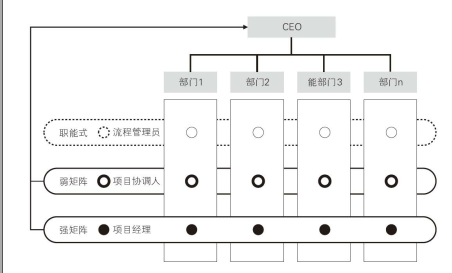 CEO
部门1 部门2 能部门3 部门n
职能式 流程管理员
弱矩阵 项目协调人
强矩阵 项目经理